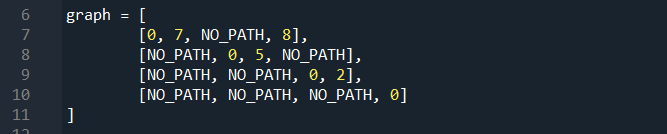 6 graph = [
7 [0, 7, NO_PATH, 8],
8 [NO_PATH, 0, 5, NO_PATH],
9 [NO_PATH, NO_PATH, 0, 2],
10 [NO_PATH, NO_PATH, NO_PATH, 0]
11 ]